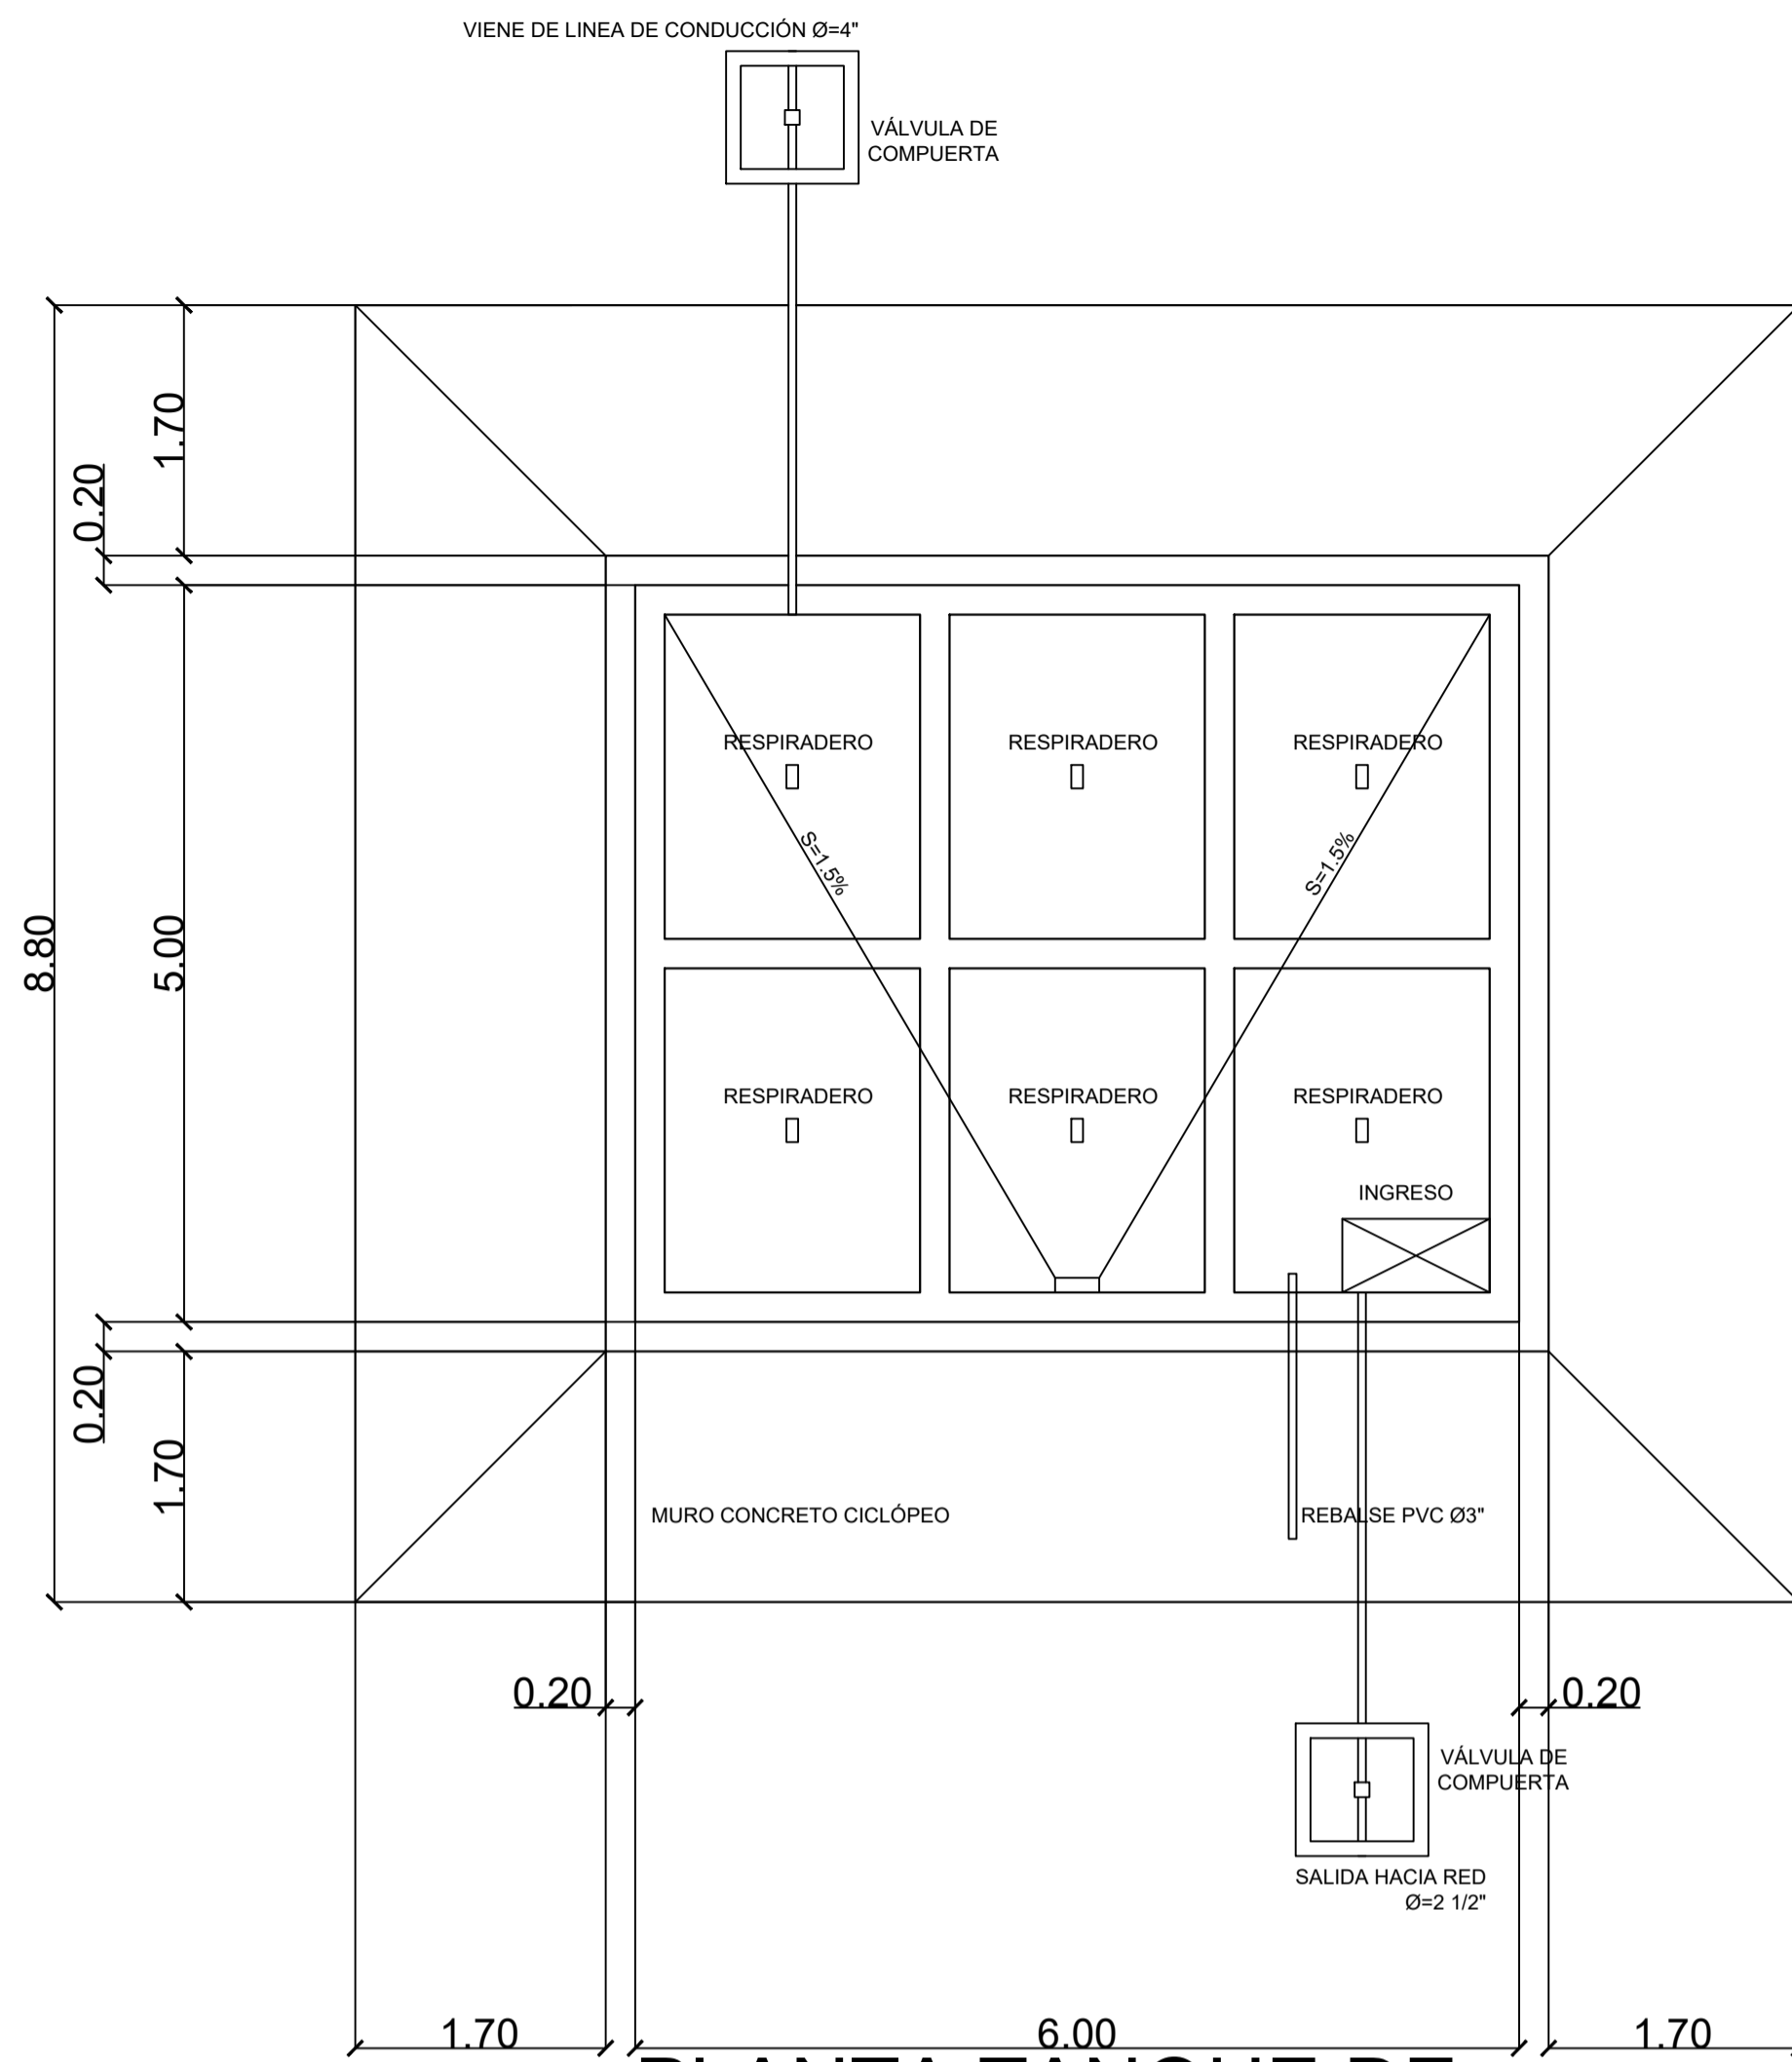 VIENE DE LINEA DE CONDUCCIÓN Ø=4"
VÁLVULA DE
COMPUERTA
1.70
0.20
RESPIRADERO RESPIRADERO RESPIRADERO
S=1.5% S=1.5%
8.80
5.00
RESPIRADERO RESPIRADERO RESPIRADERO
INGRESO
0.20
1.70
MURO CONCRETO CICLÓPEO
REBALSE PVC Ø3"
0.20
0.20
VÁLVULA DE
COMPUERTA
SALIDA HACIA RED
Ø=2 1/2"
1.70 6.00 1.70
PLANTA TANQUE DE